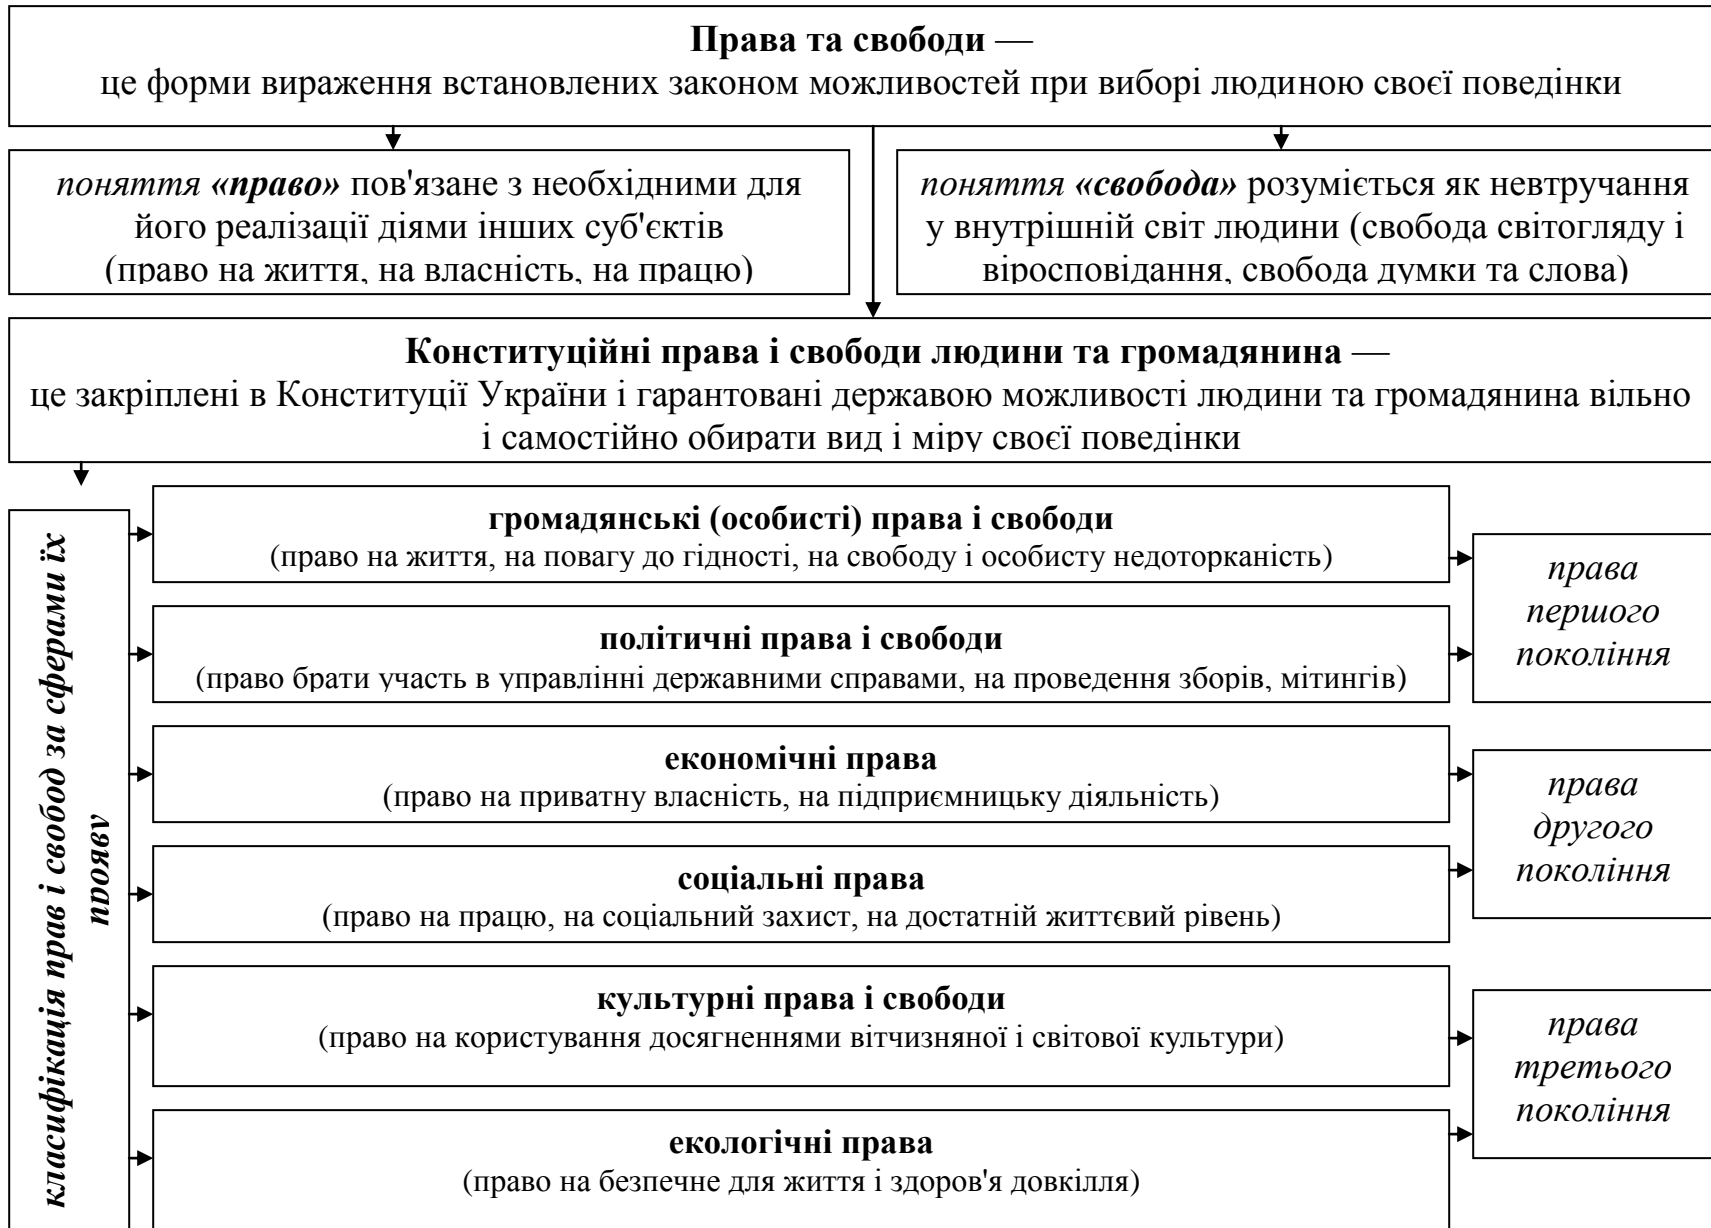 Права та свободи —
це форми вираження встановлених законом можливостей при виборі людиною своєї поведінки
поняття «право» пов'язане з необхідними для
його реалізації діями інших суб'єктів
(право на життя, на власність, на працю)
поняття «свобода» розуміється як невтручання
у внутрішній світ людини (свобода світогляду і
віросповідання, свобода думки та слова)
Конституційні права і свободи людини та громадянина —
це закріплені в Конституції України і гарантовані державою можливості людини та громадянина вільно
і самостійно обирати вид і міру своєї поведінки
класифікація прав і свобод за сферами їх
прояву
громадянські (особисті) права і свободи
(право на життя, на повагу до гідності, на свободу і особисту недоторканість)
політичні права і свободи
(право брати участь в управлінні державними справами, на проведення зборів, мітингів)
права
першого
покоління
економічні права
(право на приватну власність, на підприємницьку діяльність)
соціальні права
(право на працю, на соціальний захист, на достатній життєвий рівень)
права
другого
покоління
культурні права і свободи
(право на користування досягненнями вітчизняної і світової культури)
екологічні права
(право на безпечне для життя і здоров'я довкілля)
права
третього
покоління